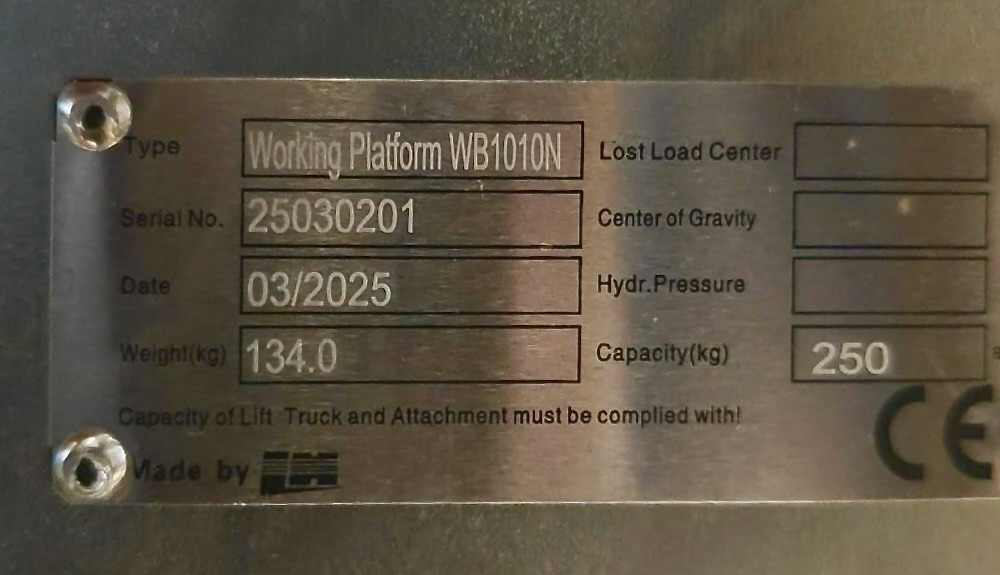 Type Working Platform WB1010N Lost Load Center
Serial No. 25030201 Center of Gravity
Date 03/2025 Hydr.Pressure
Weight(kg) 134.0 Capacity(kg) 250
Capacity of Lift Truck and Attachment must be complied with!
Made by
CE